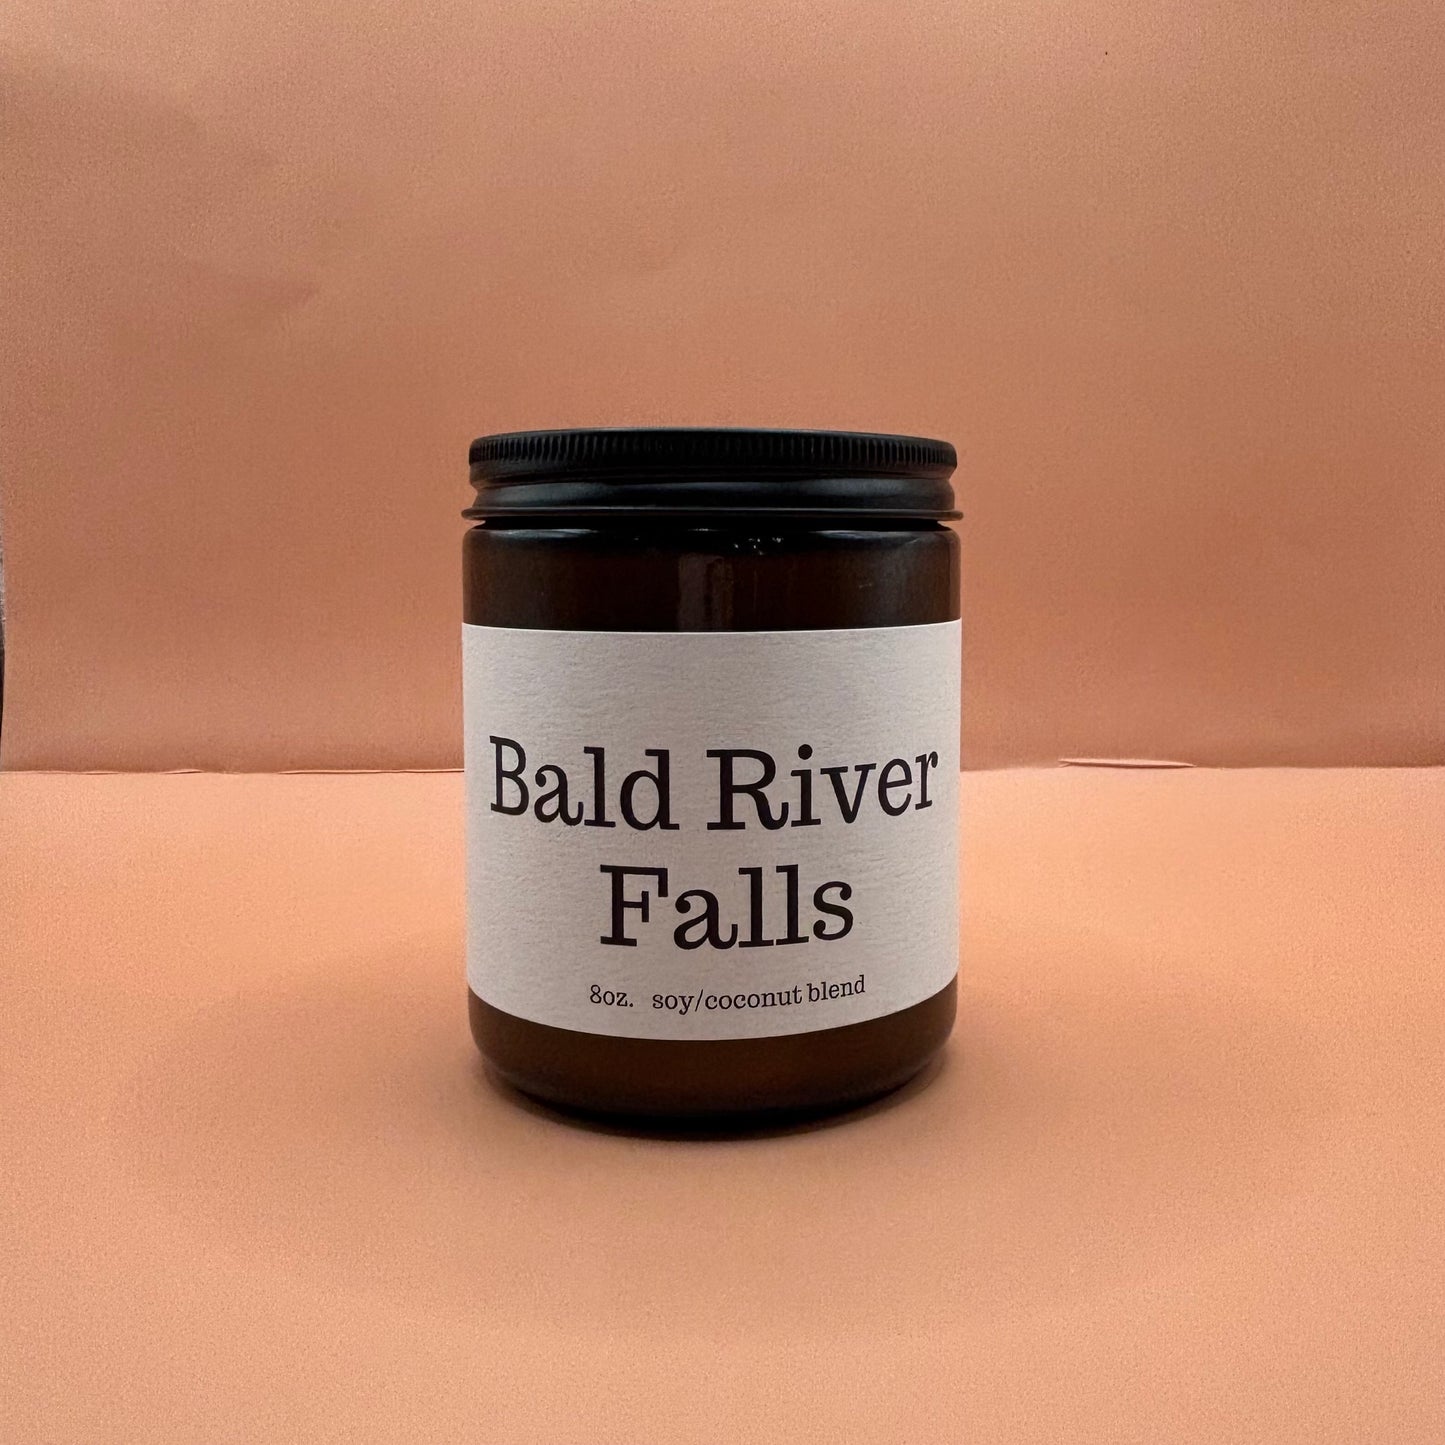 Bald River
Falls
8oz. soy/coconut blend